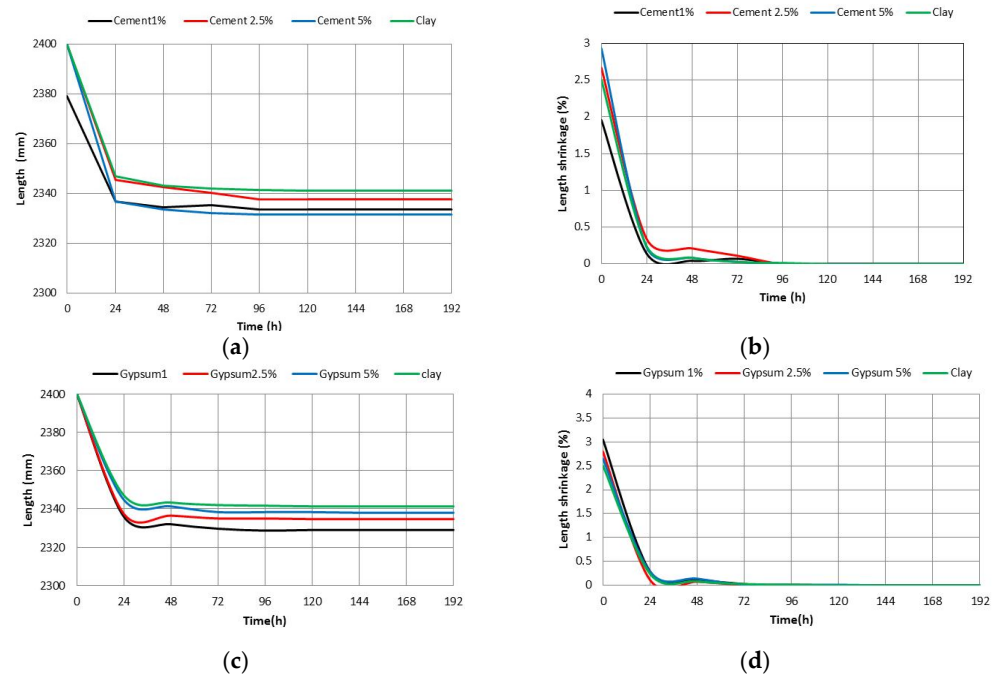 Cement1% Cement 2.5% Cement 5% Clay
2400
2380
2360
2340
2320
2300
Length (mm)
0 24 48 72 96 120 144 168 192
Time (h)
(a)
Cement1% Cement 2.5% Cement 5% Clay
3
2.5
2
1.5
1
0.5
0
Length shrinkage (%)
0 24 48 72 96 120 144 168 192
Time (h)
(b)
Gypsum1 Gypsum2.5% Gypsum 5% clay
2400
2380
2360
2340
2320
2300
Length (mm)
0 24 48 72 96 120 144 168 192
Time(h)
(c)
Gypsum 1% Gypsum 2.5% Gypsum 5% Clay
4
3.5
3
2.5
2
1.5
1
0.5
0
Length shrinkage (%)
0 24 48 72 96 120 144 168 192
Time (h)
(d)